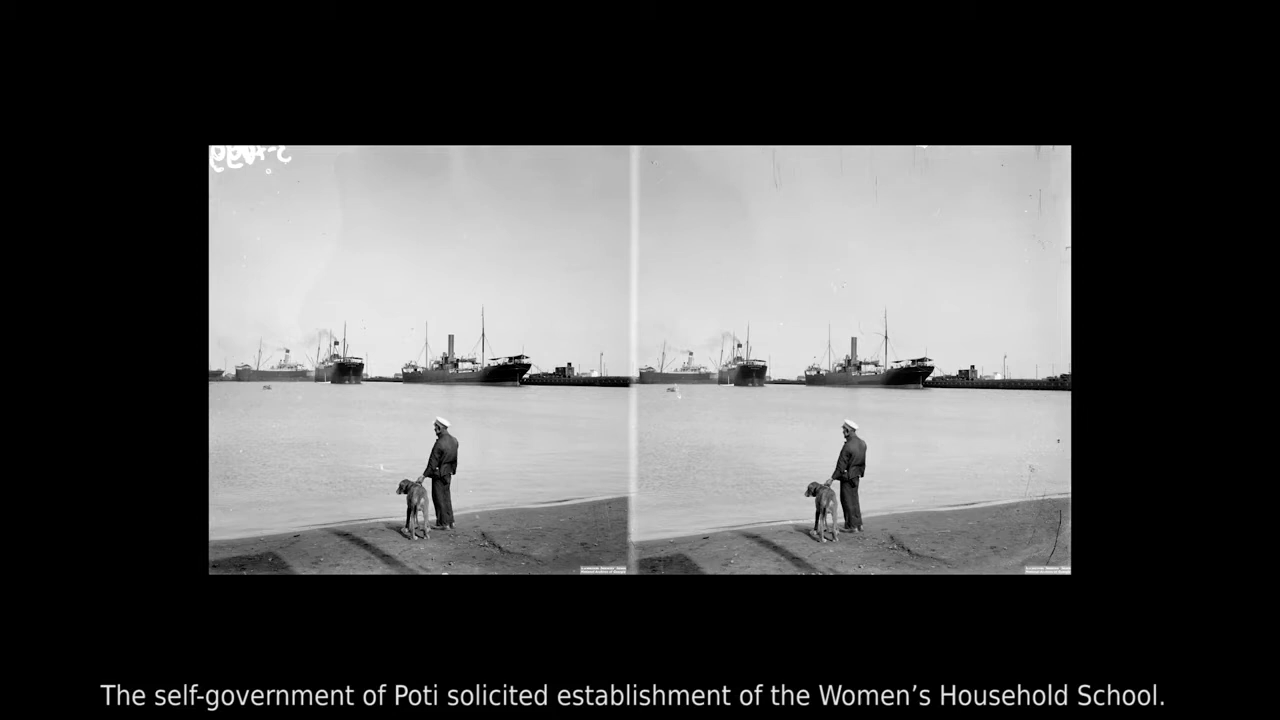 The self-government of Poti solicited establishment of the Women’s Household School.